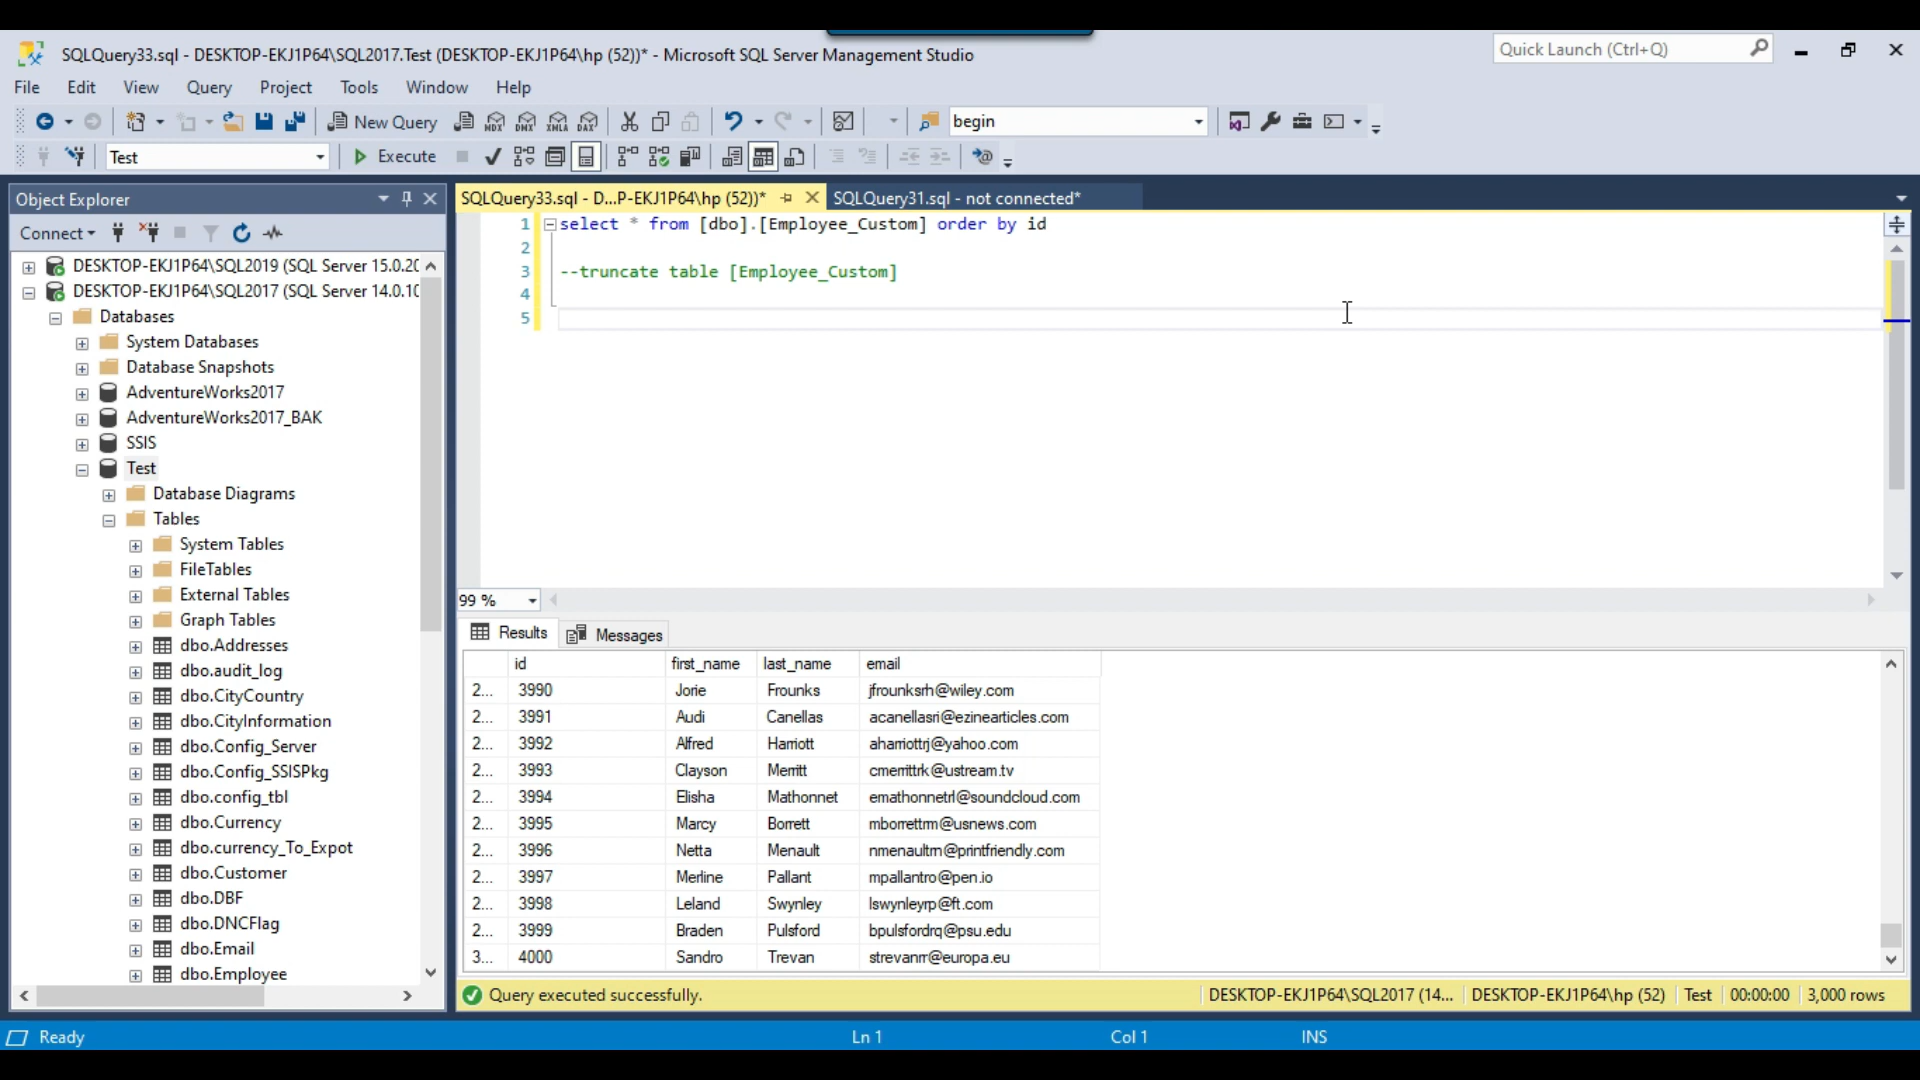 SQLQuery33.sql - DESKTOP-EKJ1P64\SQL2017.Test (DESKTOP-EKJ1P64\hp (52))* - Microsoft SQL Server Management Studio
Quick Launch (Ctrl+Q)
File Edit View Query Project Tools Window Help
New Query MDX DMX XMLA DAX begin
Test Execute
Object Explorer
SQLQuery33.sql - D...P-EKJ1P64\hp (52))* SQLQuery31.sql - not connected*
Connect
DESKTOP-EKJ1P64\SQL2019 (SQL Server 15.0.20
DESKTOP-EKJ1P64\SQL2017 (SQL Server 14.0.10
Databases
System Databases
Database Snapshots
AdventureWorks2017
AdventureWorks2017_BAK
SSIS
Test
Database Diagrams
Tables
System Tables
FileTables
External Tables
Graph Tables
dbo.Addresses
dbo.audit_log
dbo.CityCountry
dbo.CityInformation
dbo.Config_Server
dbo.Config_SSISPkg
dbo.config_tbl
dbo.Currency
dbo.currency_To_Expot
dbo.Customer
dbo.DBF
dbo.DNCFlag
dbo.Email
dbo.Employee
1 select * from [dbo].[Employee_Custom] order by id
2
3 --truncate table [Employee_Custom]
4
5
99 %
Results Messages
id first_name last_name email
2... 3990 Jorie Frounks jfrounksrh@wiley.com
2... 3991 Audi Canellas acanellasri@ezinearticles.com
2... 3992 Alfred Harriott aharriottrj@yahoo.com
2... 3993 Clayson Merritt cmerrittrk@ustream.tv
2... 3994 Elisha Mathonnet emathonnetrl@soundcloud.com
2... 3995 Marcy Borrett mborrettrm@usnews.com
2... 3996 Netta Menault nmenaultrn@printfriendly.com
2... 3997 Merline Pallant mpallantro@pen.io
2... 3998 Leland Swynley lswynleyrp@ft.com
2... 3999 Braden Pulsford bpulsfordrq@psu.edu
3... 4000 Sandro Trevan strevanrr@europa.eu
Query executed successfully. DESKTOP-EKJ1P64\SQL2017 (14... DESKTOP-EKJ1P64\hp (52) Test 00:00:00 3,000 rows
Ready Ln 1 Col 1 INS